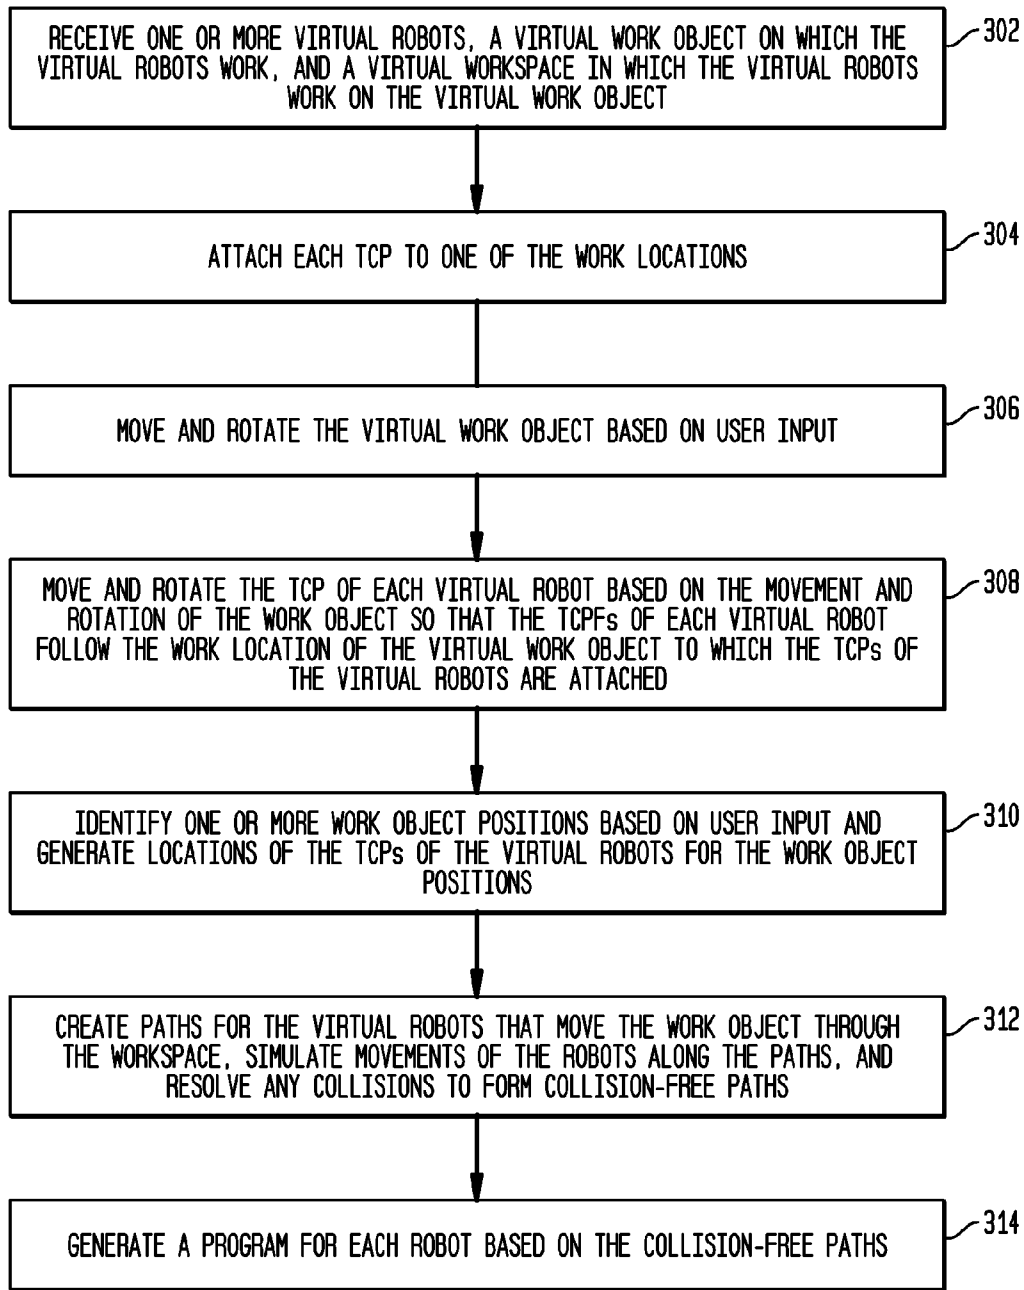 RECEIVE ONE OR MORE VIRTUAL ROBOTS, A VIRTUAL WORK OBJECT ON WHICH THE
VIRTUAL ROBOTS WORK, AND A VIRTUAL WORKSPACE IN WHICH THE VIRTUAL ROBOTS
WORK ON THE VIRTUAL WORK OBJECT
302
ATTACH EACH TCP TO ONE OF THE WORK LOCATIONS
304
MOVE AND ROTATE THE VIRTUAL WORK OBJECT BASED ON USER INPUT
306
MOVE AND ROTATE THE TCP OF EACH VIRTUAL ROBOT BASED ON THE MOVEMENT AND
ROTATION OF THE WORK OBJECT SO THAT THE TCPFs OF EACH VIRTUAL ROBOT
FOLLOW THE WORK LOCATION OF THE VIRTUAL WORK OBJECT TO WHICH THE TCPs OF
THE VIRTUAL ROBOTS ARE ATTACHED
308
IDENTIFY ONE OR MORE WORK OBJECT POSITIONS BASED ON USER INPUT AND
GENERATE LOCATIONS OF THE TCPs OF THE VIRTUAL ROBOTS FOR THE WORK OBJECT
POSITIONS
310
CREATE PATHS FOR THE VIRTUAL ROBOTS THAT MOVE THE WORK OBJECT THROUGH
THE WORKSPACE, SIMULATE MOVEMENTS OF THE ROBOTS ALONG THE PATHS, AND
RESOLVE ANY COLLISIONS TO FORM COLLISION-FREE PATHS
312
GENERATE A PROGRAM FOR EACH ROBOT BASED ON THE COLLISION-FREE PATHS
314